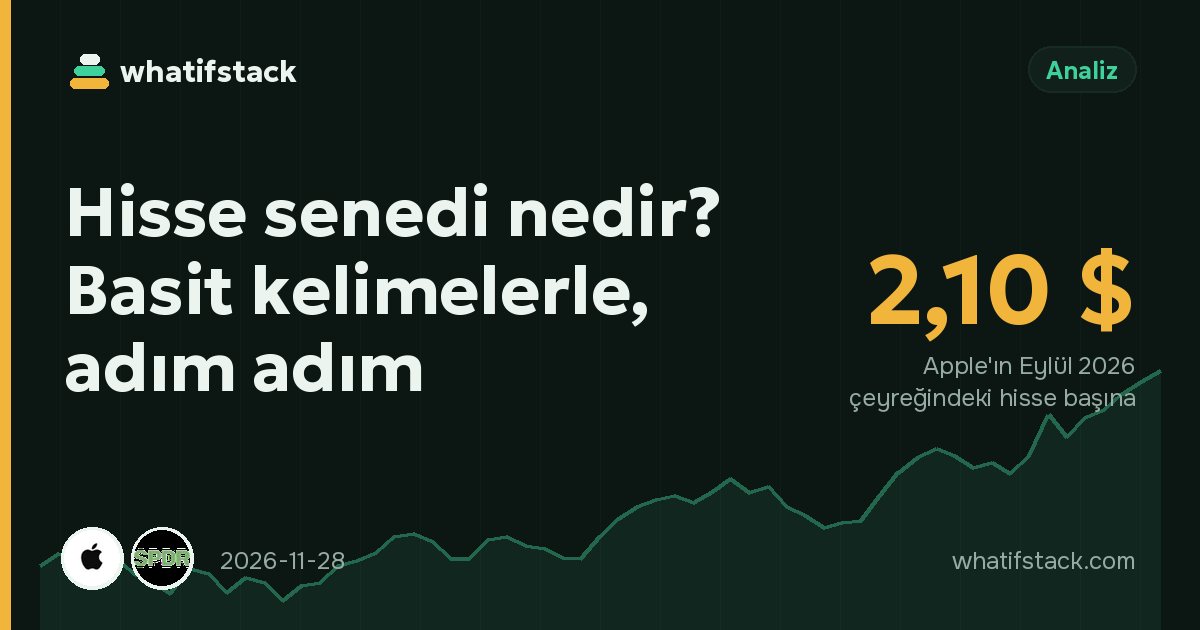 whatifstack
Analiz
Hisse senedi nedir?
Basit kelimelerle,
adım adım
2,10 $
Apple'ın Eylül 2026
çeyreğindeki hisse başına
SPDR
2026-11-28
whatifstack.com